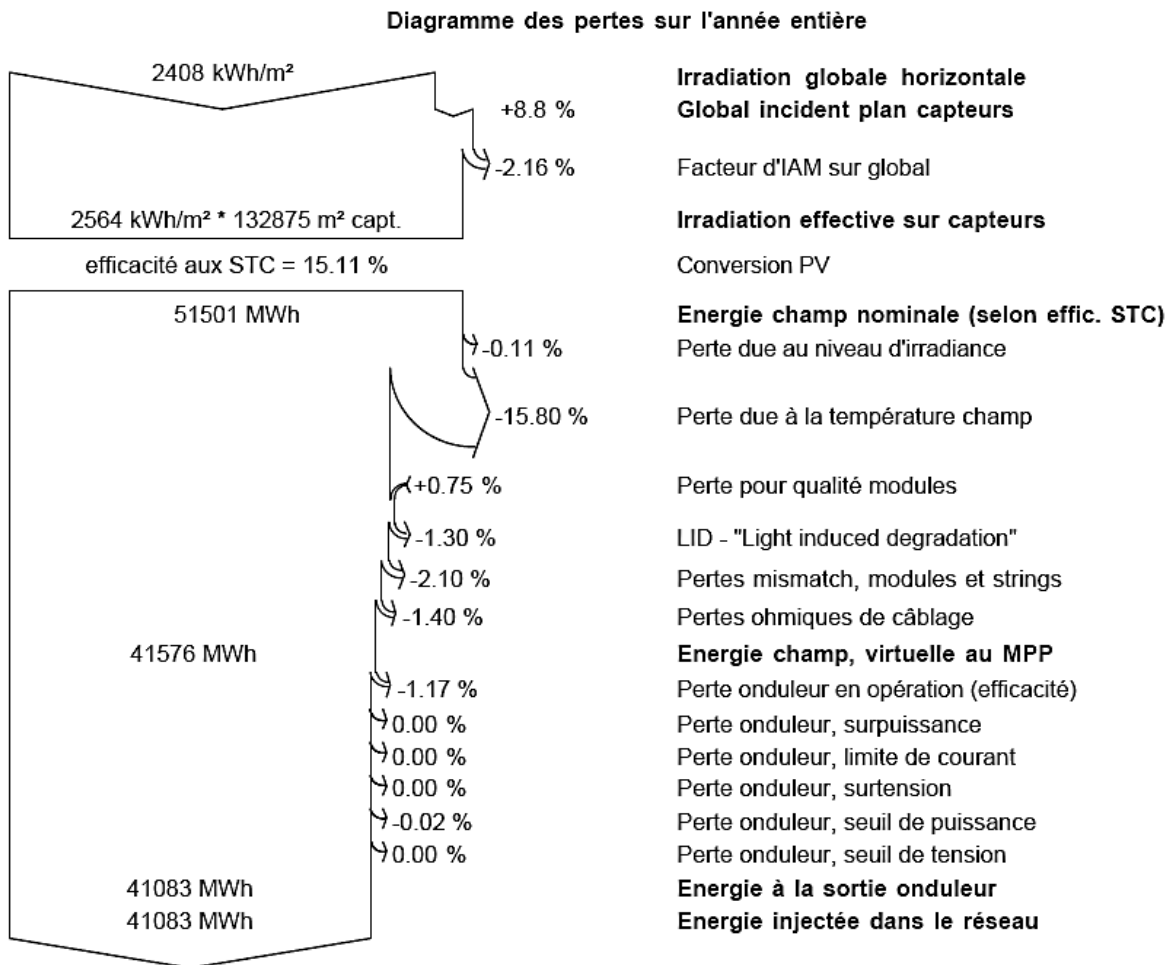 Diagramme des pertes sur l'année entière
2408 kWh/m² Irradiation globale horizontale
+8.8 % Global incident plan capteurs
-2.16 % Facteur d'IAM sur global
2564 kWh/m² * 132875 m² capt. Irradiation effective sur capteurs
efficacité aux STC = 15.11 % Conversion PV
51501 MWh Energie champ nominale (selon effic. STC)
-0.11 % Perte due au niveau d'irradiance
-15.80 % Perte due à la température champ
+0.75 % Perte pour qualité modules
-1.30 % LID - "Light induced degradation"
-2.10 % Pertes mismatch, modules et strings
-1.40 % Pertes ohmiques de câblage
41576 MWh Energie champ, virtuelle au MPP
-1.17 % Perte onduleur en opération (efficacité)
0.00 % Perte onduleur, surpuissance
0.00 % Perte onduleur, limite de courant
0.00 % Perte onduleur, surtension
-0.02 % Perte onduleur, seuil de puissance
0.00 % Perte onduleur, seuil de tension
41083 MWh Energie à la sortie onduleur
41083 MWh Energie injectée dans le réseau